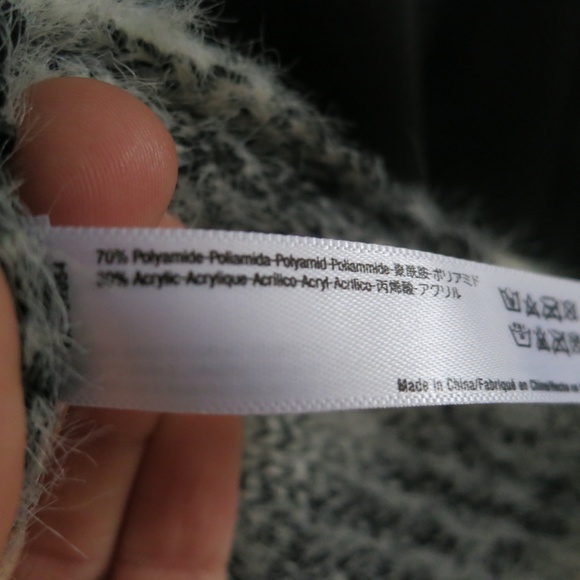 70% Polyamide-Poliamida-Polyamid-Poliammide-聚酰胺-ポリアミド
30% Acrylic-Acrylique-Acrílico-Acryl-Acrilico-丙烯酸-アクリル
Made in China/Fabriqué en Chine/Hecho